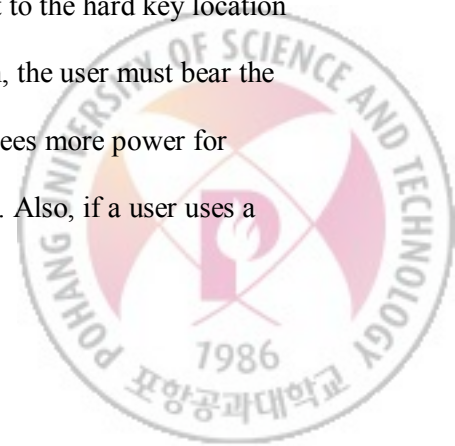 t to the hard key location
, the user must bear the
ees more power for
. Also, if a user uses a
POHANG UNIVERSITY OF SCIENCE AND TECHNOLOGY
P
1986
포항공과대학교